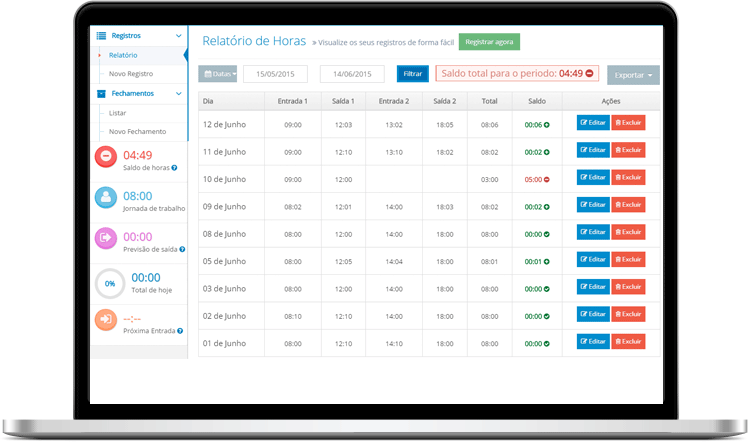 Registros
Relatório
Novo Registro
Fechamentos
Listar
Novo Fechamento
04:49
Saldo de horas
08:00
Jornada de trabalho
00:00
Previsão de saída
0%
00:00
Total de hoje
--:--
Próxima Entrada
Relatório de Horas » Visualize os seus registros de forma fácil Registrar agora
Datas 15/05/2015 14/06/2015 Filtrar Saldo total para o periodo: 04:49 Exportar
Dia Entrada 1 Saída 1 Entrada 2 Saída 2 Total Saldo Ações
12 de Junho 09:00 12:03 13:02 18:05 08:06 00:06 Editar Excluir
11 de Junho 09:00 12:10 13:10 18:02 08:02 00:02 Editar Excluir
10 de Junho 09:00 12:00 03:00 05:00 Editar Excluir
09 de Junho 08:02 12:01 14:00 18:03 08:02 00:02 Editar Excluir
08 de Junho 08:00 12:00 14:00 18:00 08:00 00:00 Editar Excluir
05 de Junho 08:00 12:05 14:04 18:00 08:01 00:01 Editar Excluir
03 de Junho 08:00 12:00 14:00 18:00 08:00 00:00 Editar Excluir
02 de Junho 08:10 12:10 14:00 18:00 08:00 00:00 Editar Excluir
01 de Junho 08:00 12:10 14:10 18:00 08:00 00:00 Editar Excluir